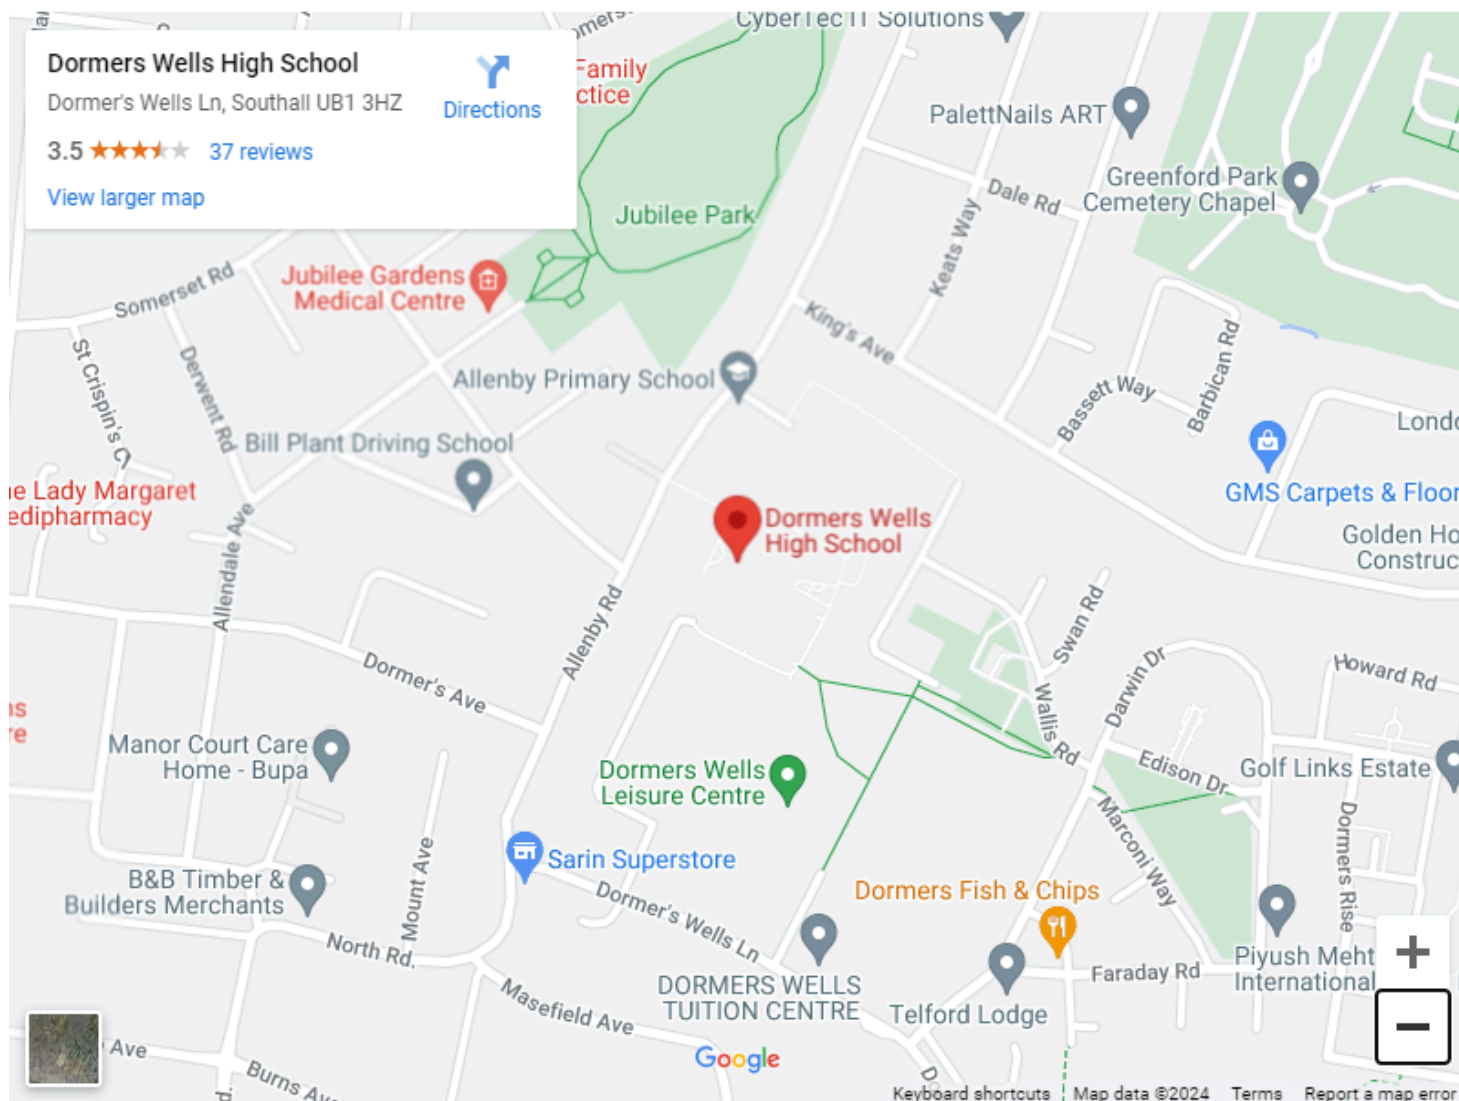 CyberTec IT Solutions
Dormers Wells High School
Dormer's Wells Ln, Southall UB1 3HZ
Directions
3.5
37 reviews
View larger map
Family
ctice
PalettNails ART
Greenford Park
Cemetery Chapel
Dale Rd
Keats Way
Jubilee Park
Jubilee Gardens
Medical Centre
Somerset Rd
King's Ave
Barbican Rd
Bassett Way
St Crispin's Cl
Derwent Rd
Allenby Primary School
Bill Plant Driving School
Lond
GMS Carpets & Floor
e Lady Margaret
edipharmacy
Dormers Wells
High School
Golden Ho
Construc
Allendale Ave
Allenby Rd
Swan Rd
Dormer's Ave
Wallis Rd
Darwin Dr
Howard Rd
Manor Court Care
Home - Bupa
Dormers Wells
Leisure Centre
Edison Dr
Golf Links Estate
Marconi Way
Dormers Rise
Mount Ave
Sarin Superstore
B&B Timber &
Builders Merchants
Dormer's Wells Ln
Dormers Fish & Chips
North Rd
DORMERS WELLS
TUITION CENTRE
Telford Lodge
Faraday Rd
Piyush Meht
International
Masefield Ave
Ave
Burns Ave
Google
Keyboard shortcuts
Map data ©2024
Terms
Report a map error